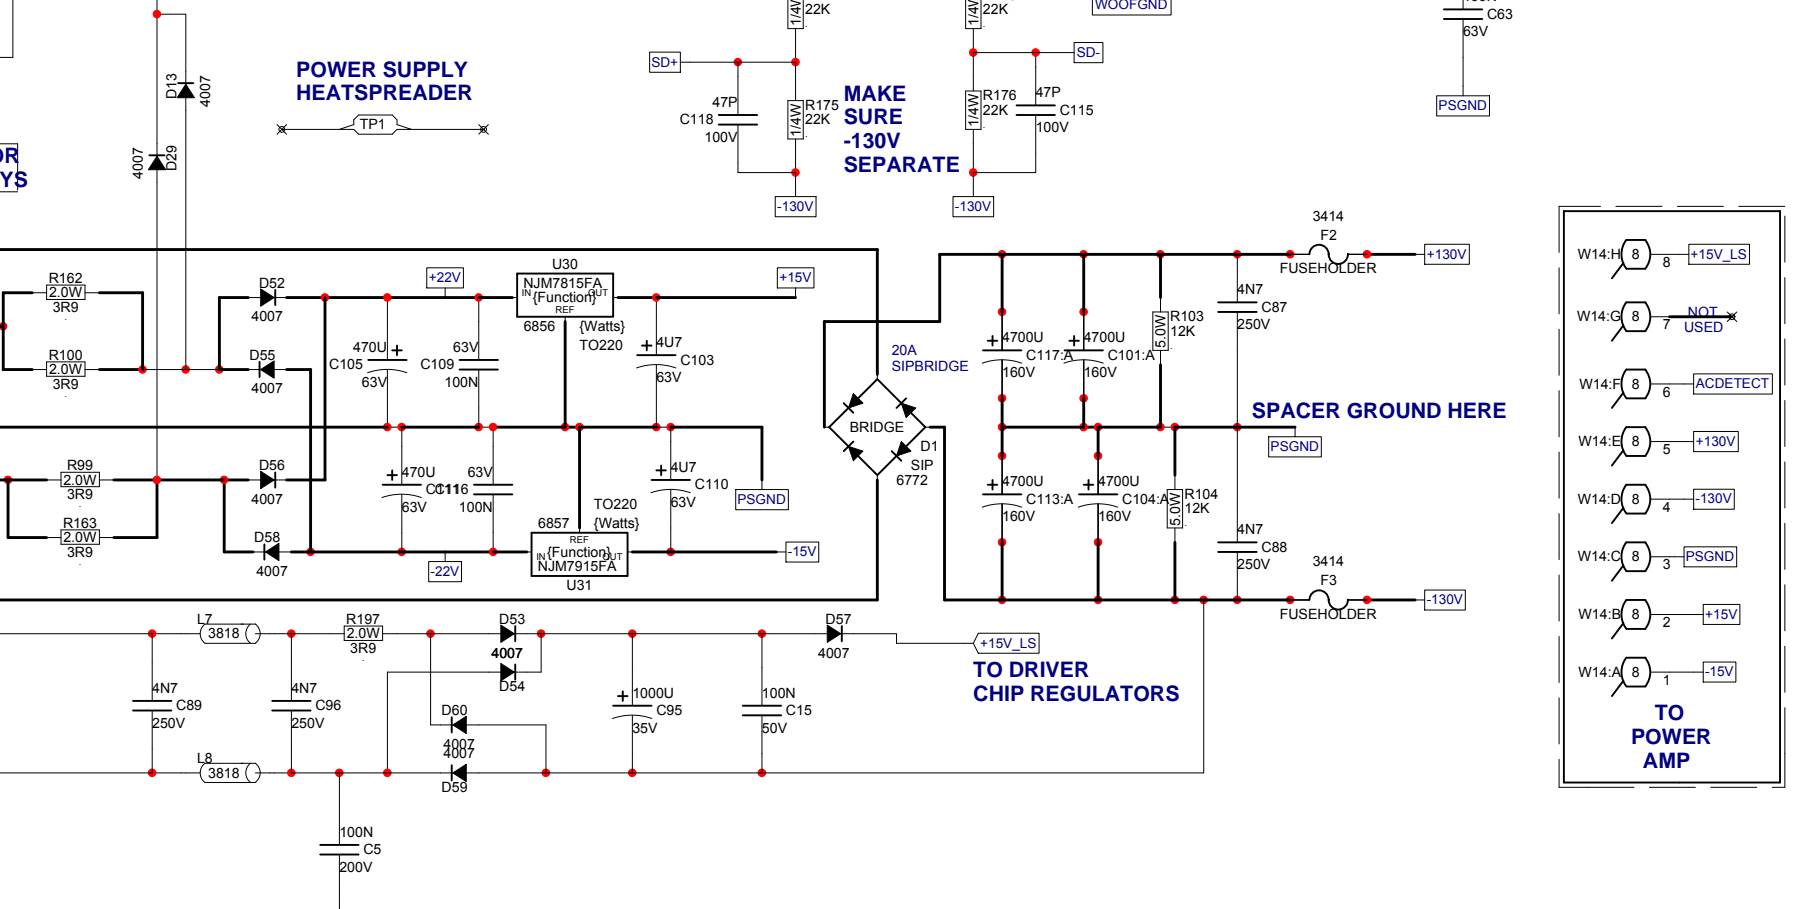 22K
22K
WOOFGND
C63
63V
D13
4007
POWER SUPPLY
HEATSPREADER
TP1
SD+
47P
C118
100V
1/4W
R175
22K
MAKE
SURE
-130V
SEPARATE
SD-
1/4W
R176
22K
47P
C115
100V
PSGND
OR
YS
4007
D29
-130V
-130V
3414
F2
FUSEHOLDER
+130V
R162
2.0W
3R9
R100
2.0W
3R9
D52
4007
D55
4007
+22V
U30
NJM7815FA
IN
{Function}
OUT
REF
6856
{Watts}
TO220
+15V
470U
C105
63V
63V
C109
100N
4U7
C103
63V
20A
SIPBRIDGE
BRIDGE
D1
SIP
6772
4700U
C117:A
160V
4700U
C101:A
160V
5.0W
R103
12K
4N7
C87
250V
SPACER GROUND HERE
PSGND
R99
2.0W
3R9
R163
2.0W
3R9
D56
4007
D58
4007
470U
63V
63V
C116
100N
4U7
C110
63V
PSGND
TO220
{Watts}
6857
REF
IN
{Function}
OUT
NJM7915FA
U31
-22V
-15V
4700U
C113:A
160V
4700U
C104:A
160V
5.0W
R104
12K
4N7
C88
250V
3414
F3
FUSEHOLDER
-130V
L7
3818
R197
2.0W
3R9
D53
4007
D54
D57
4007
+15V_LS
TO DRIVER
CHIP REGULATORS
4N7
C89
250V
4N7
C96
250V
D60
4007
4007
D59
1000U
C95
35V
100N
C15
50V
L8
3818
100N
C5
200V
W14:H 8 8 +15V_LS
W14:G 8 7 NOT
USED
W14:F 8 6 ACDETECT
W14:E 8 5 +130V
W14:D 8 4 -130V
W14:C 8 3 PSGND
W14:B 8 2 +15V
W14:A 8 1 -15V
TO
POWER
AMP